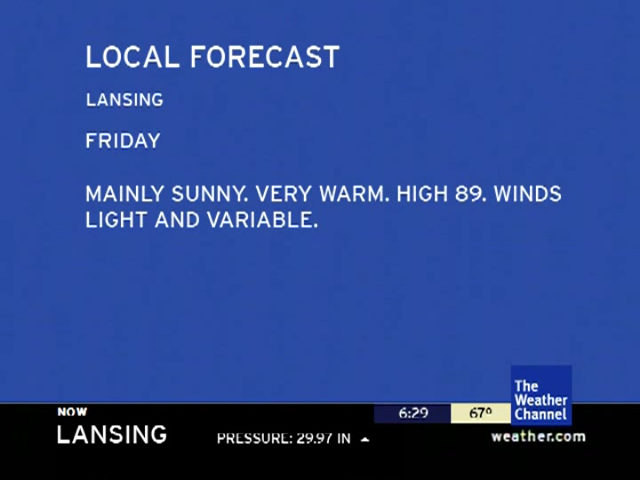 LOCAL FORECAST
LANSING
FRIDAY
MAINLY SUNNY. VERY WARM. HIGH 89. WINDS
LIGHT AND VARIABLE.
The
Weather
Channel
6:29 67°
NOW
LANSING PRESSURE: 29.97 IN ▲ weather.com